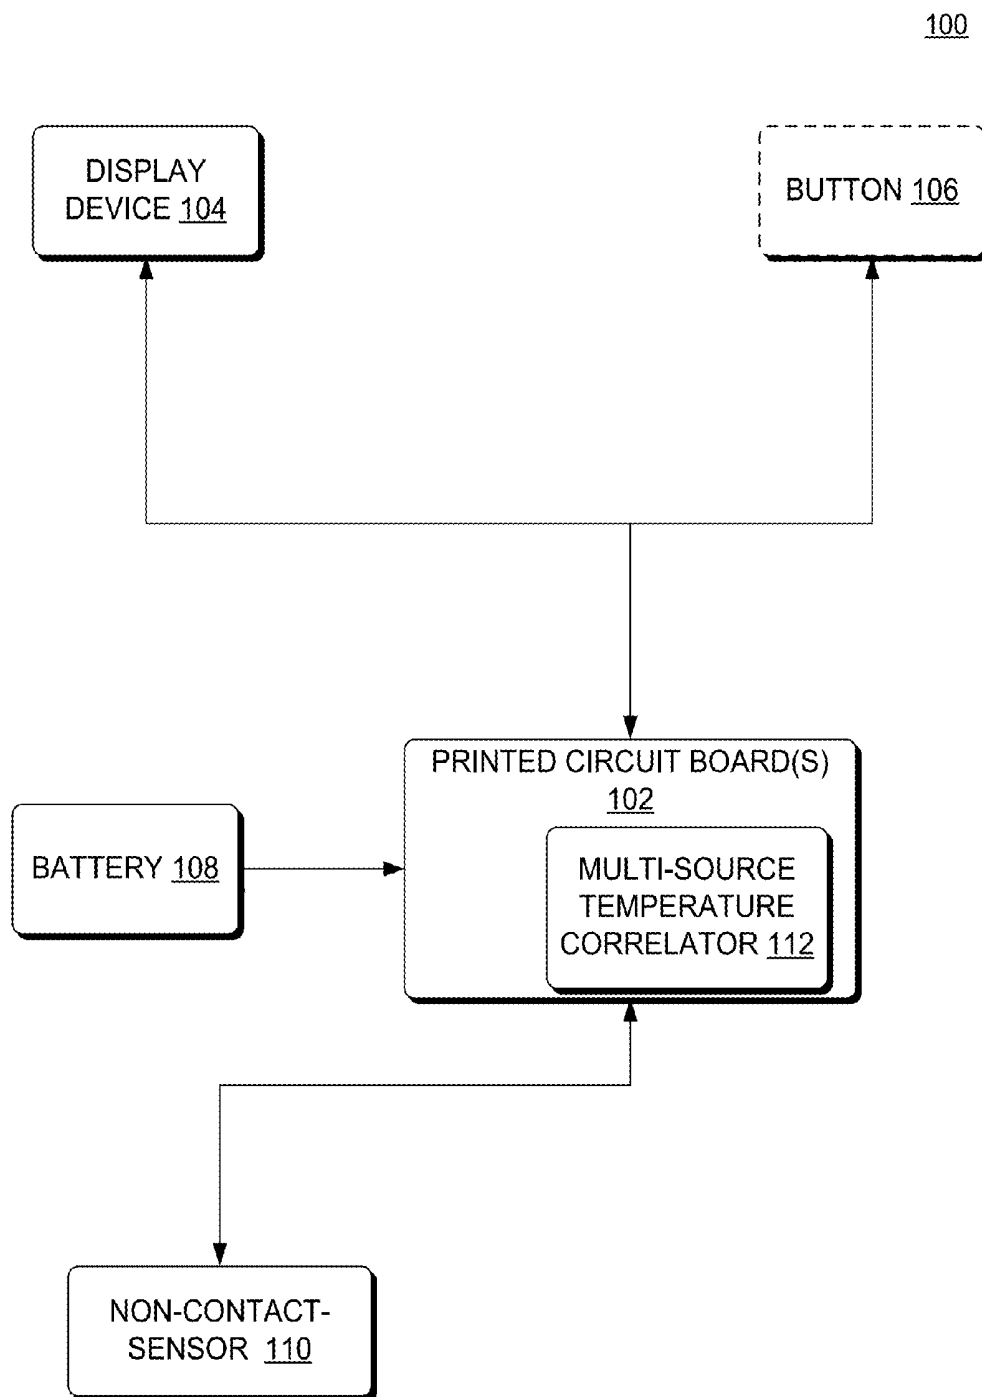 100
DISPLAY
DEVICE 104
BUTTON 106
PRINTED CIRCUIT BOARD(S)
102
BATTERY 108
MULTI-SOURCE
TEMPERATURE
CORRELATOR 112
NON-CONTACT-
SENSOR 110